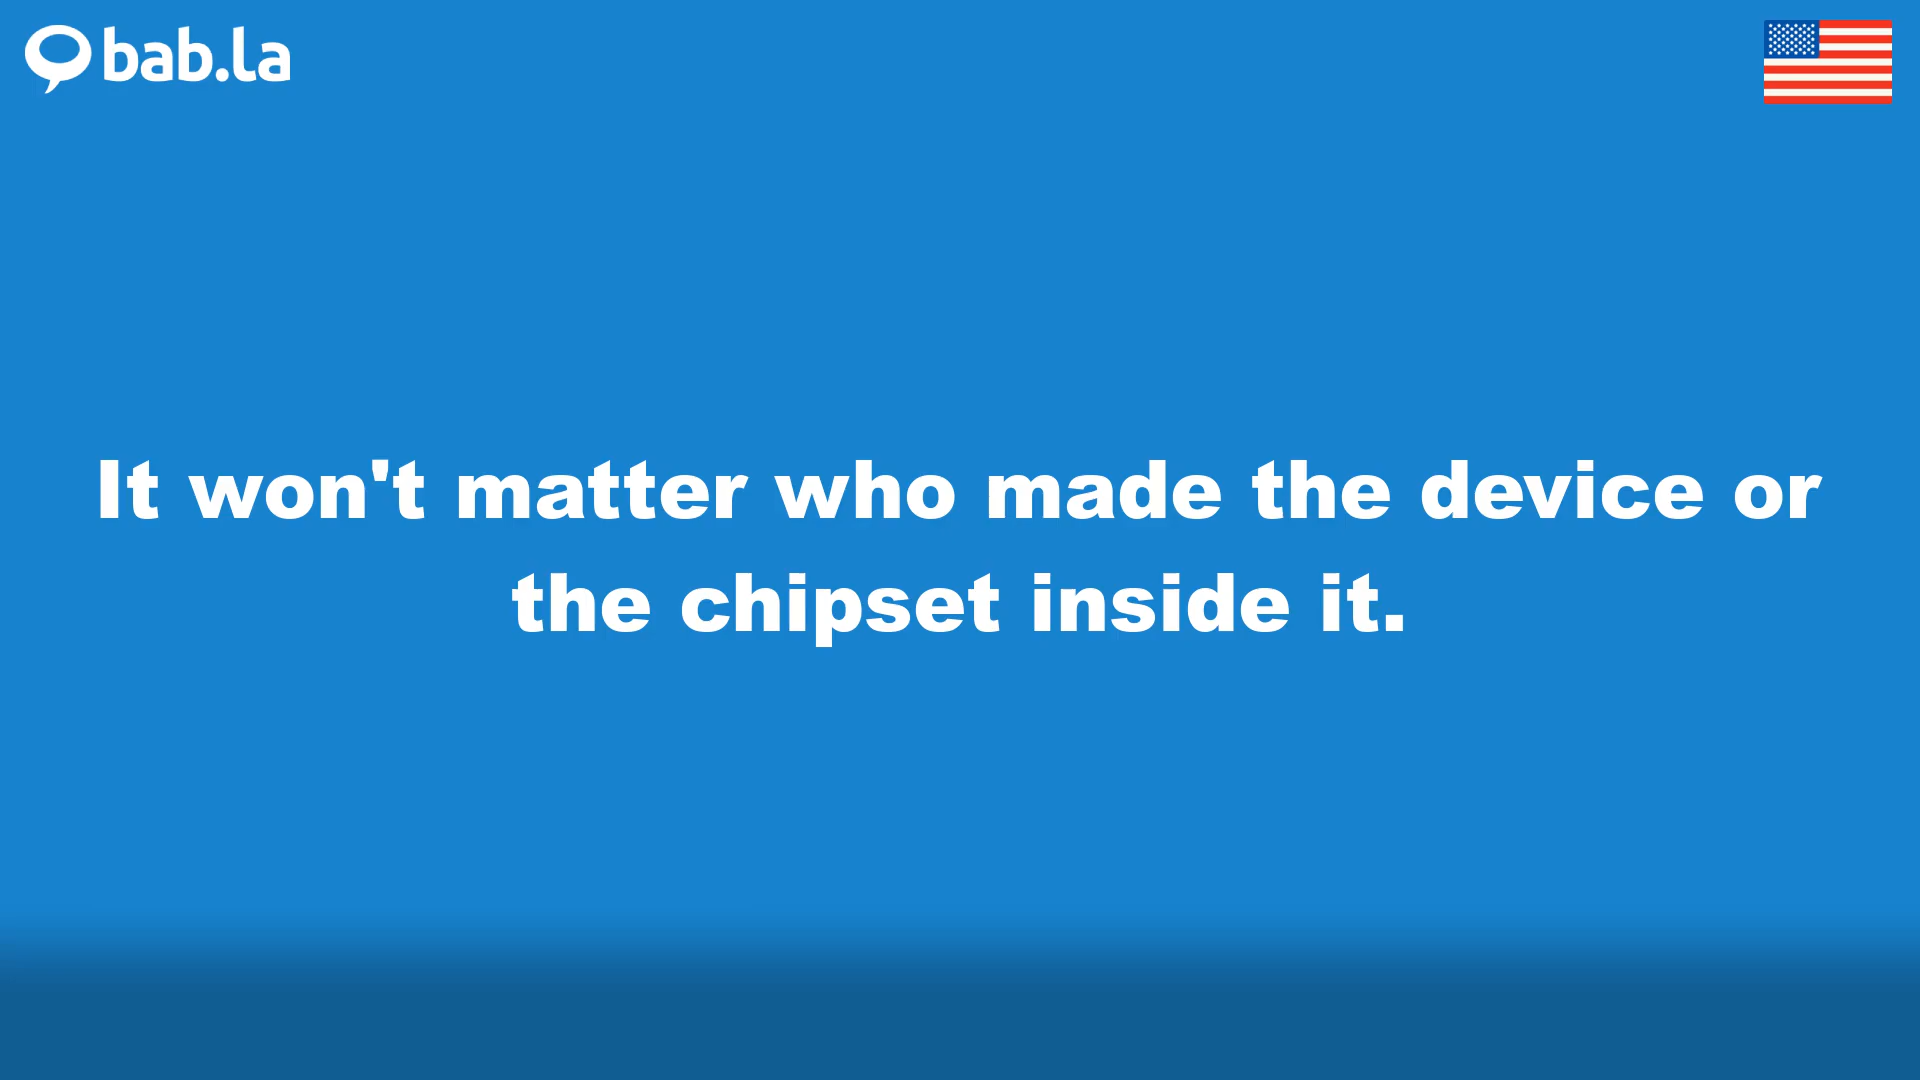 bab.la
It won't matter who made the device or
the chipset inside it.